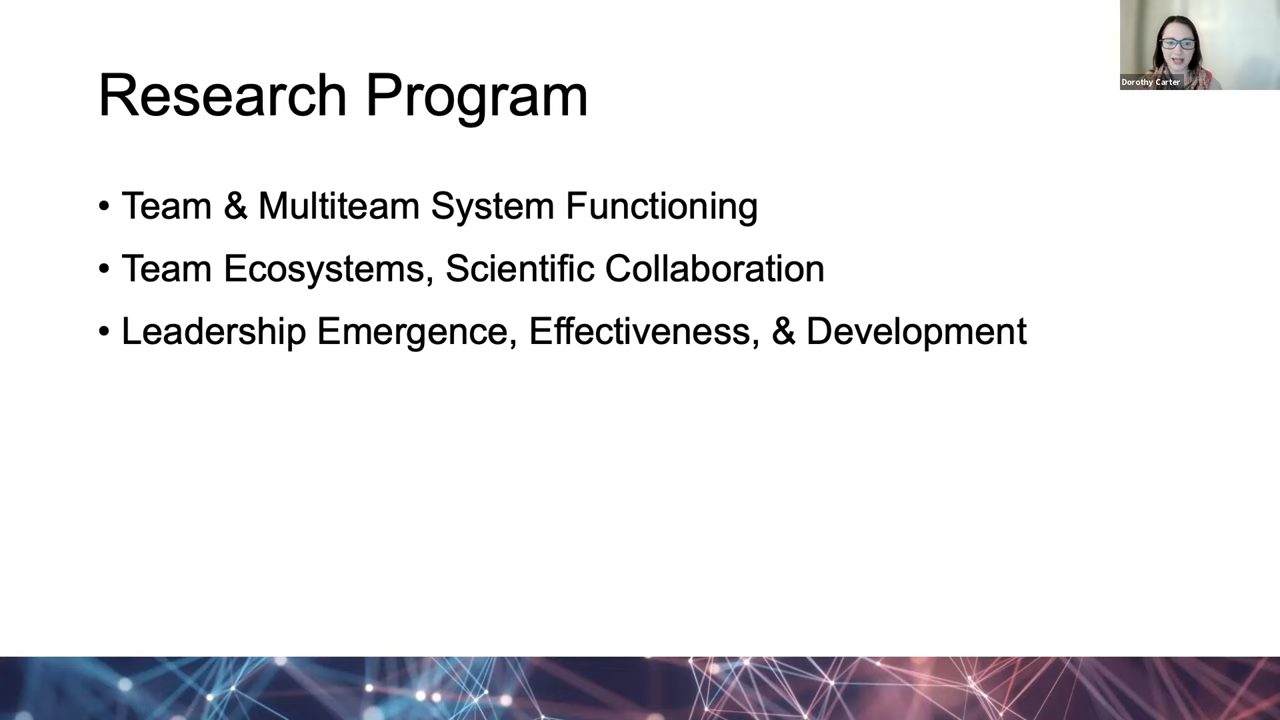 Research Program
• Team & Multiteam System Functioning
• Team Ecosystems, Scientific Collaboration
• Leadership Emergence, Effectiveness, & Development
Dorothy Carter